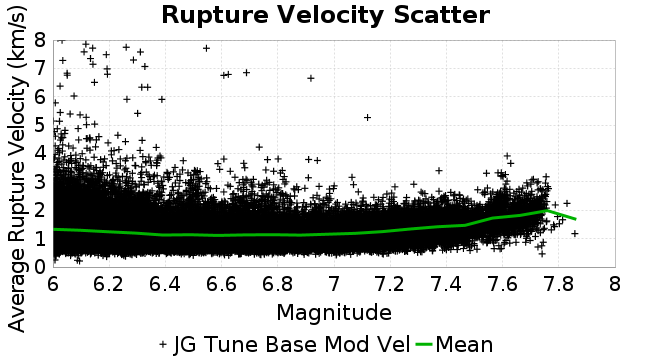 Rupture Velocity Scatter
Average Rupture Velocity (km/s)
8
7
6
5
4
3
2
1
0
6 6.2 6.4 6.6 6.8 7 7.2 7.4 7.6 7.8 8
Magnitude
JG Tune Base Mod Vel Mean